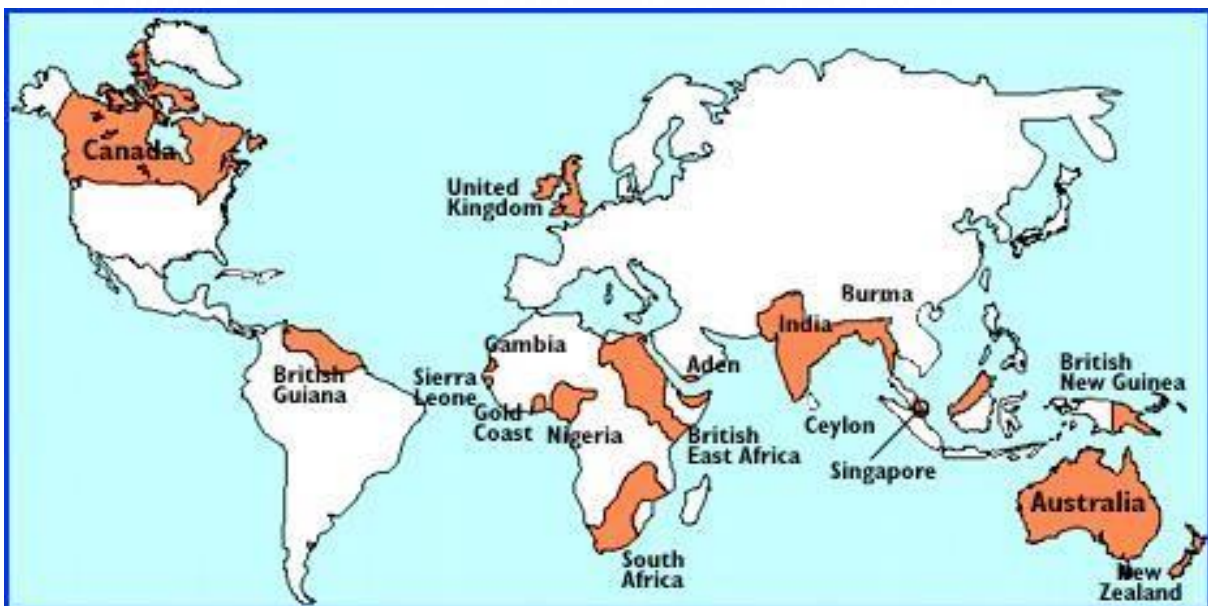 Canada
United
Kingdom
Burma
India
Gambia
Aden
British
New Guinea
British
Guiana
Sierra
Leone
Gold
Coast
Nigeria
British
East Africa
Ceylon
Singapore
Australia
South
Africa
New
Zealand